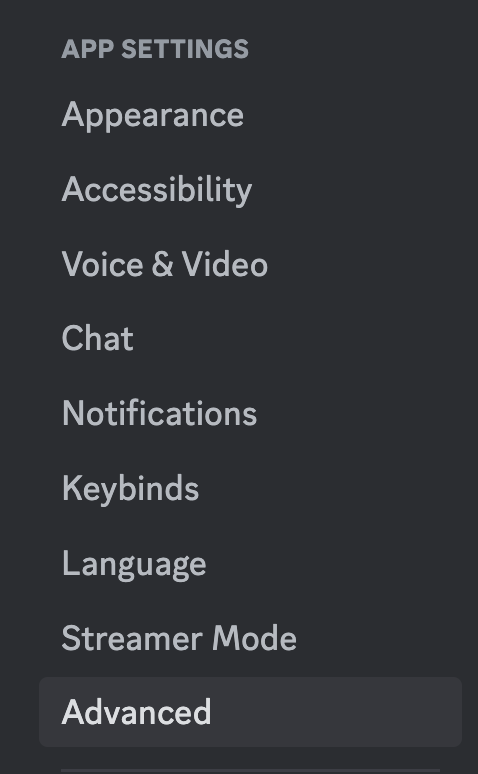 APP SETTINGS
Appearance
Accessibility
Voice & Video
Chat
Notifications
Keybinds
Language
Streamer Mode
Advanced